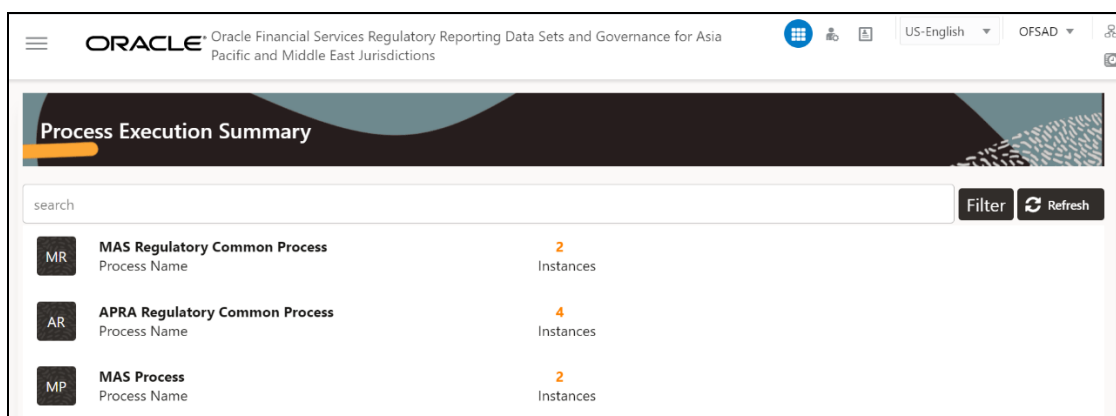 ORACLE Oracle Financial Services Regulatory Reporting Data Sets and Governance for Asia
Pacific and Middle East Jurisdictions
US-English
OFSAD
Process Execution Summary
search
Filter
Refresh
MR
MAS Regulatory Common Process
Process Name
2
Instances
AR
APRA Regulatory Common Process
Process Name
4
Instances
MP
MAS Process
Process Name
2
Instances